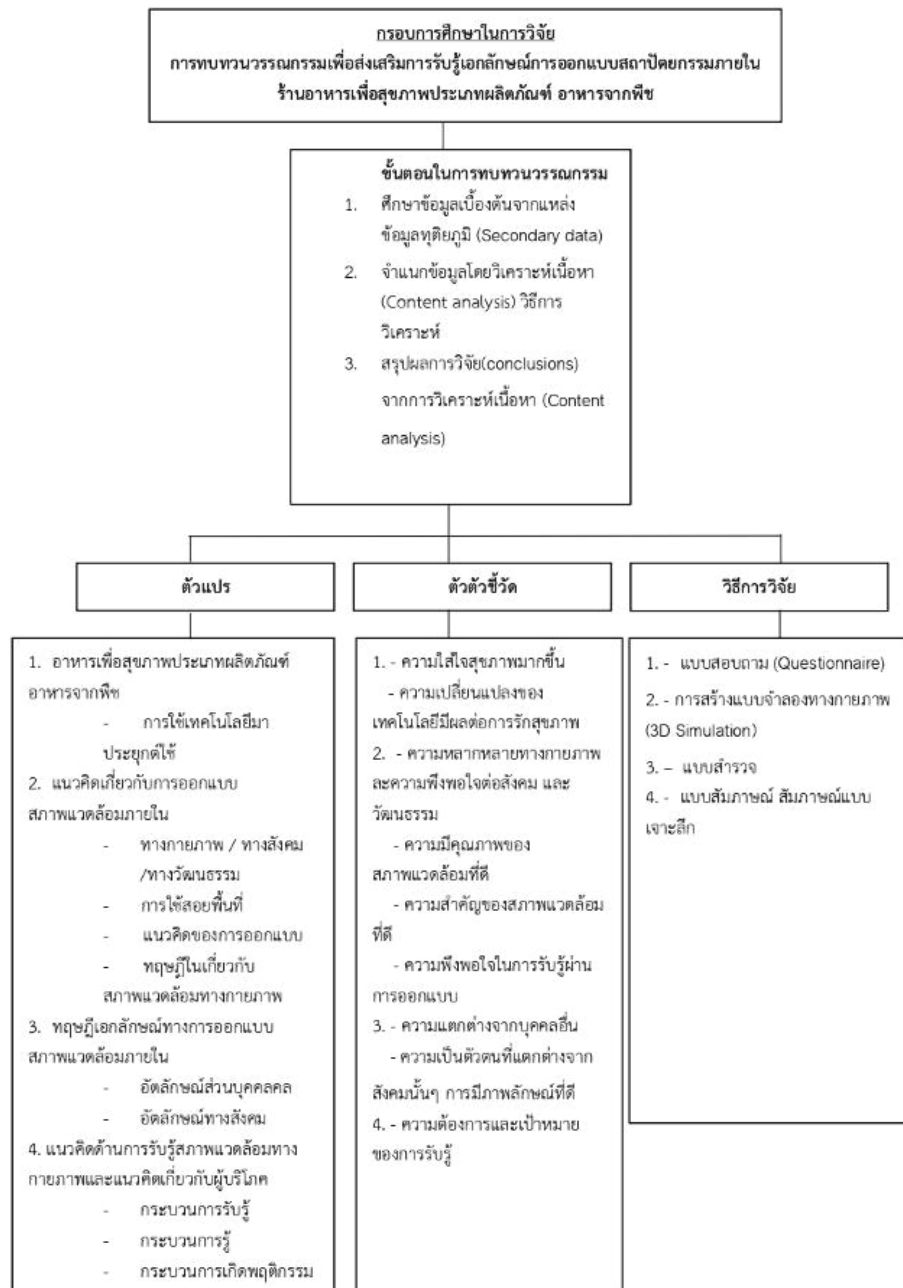 กรอบการศึกษาในการวิจัย
การทบทวนวรรณกรรมเพื่อส่งเสริมการรับรู้เอกลักษณ์การออกแบบสถาปัตยกรรมภายใน
ร้านอาหารเพื่อสุขภาพประเภทผลิตภัณฑ์ อาหารจากพืช
ขั้นตอนในการทบทวนวรรณกรรม
1. ศึกษาข้อมูลเบื้องต้นจากแหล่ง
ข้อมูลทุติยภูมิ (Secondary data)
2. จำแนกข้อมูลโดยวิเคราะห์เนื้อหา
(Content analysis) วิธีการ
วิเคราะห์
3. สรุปผลการวิจัย(conclusions)
จากการวิเคราะห์เนื้อหา (Content
analysis)
ตัวแปร
1. อาหารเพื่อสุขภาพประเภทผลิตภัณฑ์
อาหารจากพืช
- การใช้เทคโนโลยีมา
ประยุกต์ใช้
2. แนวคิดเกี่ยวกับการออกแบบ
สภาพแวดล้อมภายใน
- ทางกายภาพ / ทางสังคม
/ทางวัฒนธรรม
- การใช้สอยพื้นที่
- แนวคิดของการออกแบบ
- ทฤษฎีในเกี่ยวกับ
สภาพแวดล้อมทางกายภาพ
3. ทฤษฎีเอกลักษณ์ทางการออกแบบ
สภาพแวดล้อมภายใน
- อัตลักษณ์ส่วนบุคคลคล
- อัตลักษณ์ทางสังคม
4. แนวคิดด้านการรับรู้สภาพแวดล้อมทาง
กายภาพและแนวคิดเกี่ยวกับผู้บริโภค
- กระบวนการรับรู้
- กระบวนการรู้
- กระบวนการเกิดพฤติกรรม
ตัวตัวชี้วัด
1. - ความใส่ใจสุขภาพมากขึ้น
- ความเปลี่ยนแปลงของ
เทคโนโลยีมีผลต่อการรักสุขภาพ
2. - ความหลากหลายทางกายภาพ
ละความพึงพอใจต่อสังคม และ
วัฒนธรรม
- ความมีคุณภาพของ
สภาพแวดล้อมที่ดี
- ความสำคัญของสภาพแวดล้อม
ที่ดี
- ความพึงพอใจในการรับรู้ผ่าน
การออกแบบ
3. - ความแตกต่างจากบุคคลอื่น
- ความเป็นตัวตนที่แตกต่างจาก
สังคมนั้นๆ การมีภาพลักษณ์ที่ดี
4. - ความต้องการและเป้าหมาย
ของการรับรู้
วิธีการวิจัย
1. - แบบสอบถาม (Questionnaire)
2. - การสร้างแบบจำลองทางกายภาพ
(3D Simulation)
3. – แบบสำรวจ
4. - แบบสัมภาษณ์ สัมภาษณ์แบบ
เจาะลึก